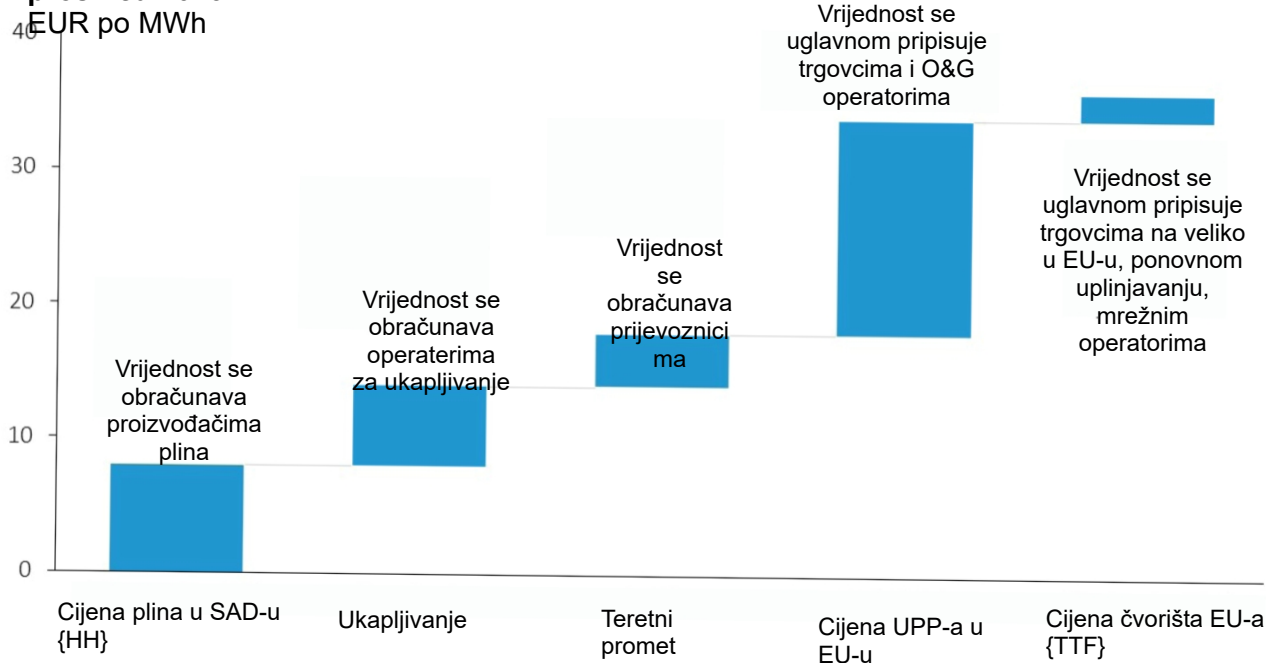 EUR po MWh
40
30
20
10
0
Vrijednost se
obračunava
proizvođačima
plina
Vrijednost se
obračunava
operaterima
za ukapljivanje
Vrijednost
se
obračunava
prijevoznici
ma
Vrijednost se
uglavnom pripisuje
trgovcima i O&G
operatorima
Vrijednost se
uglavnom pripisuje
trgovcima na veliko
u EU-u, ponovnom
uplinjavanju,
mrežnim
operatorima
Cijena plina u SAD-u
{HH}
Ukapljivanje
Teretni
promet
Cijena UPP-a u
EU-u
Cijena čvorišta EU-a
{TTF}